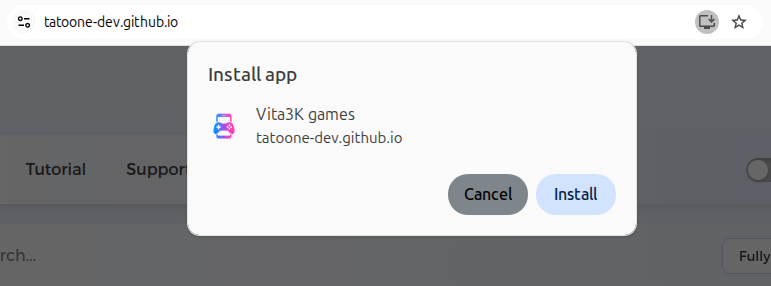 tatoone-dev.github.io
Install app
Vita3K games
tatoone-dev.github.io
Cancel
Install
Tutorial
Support
rch...
Fully